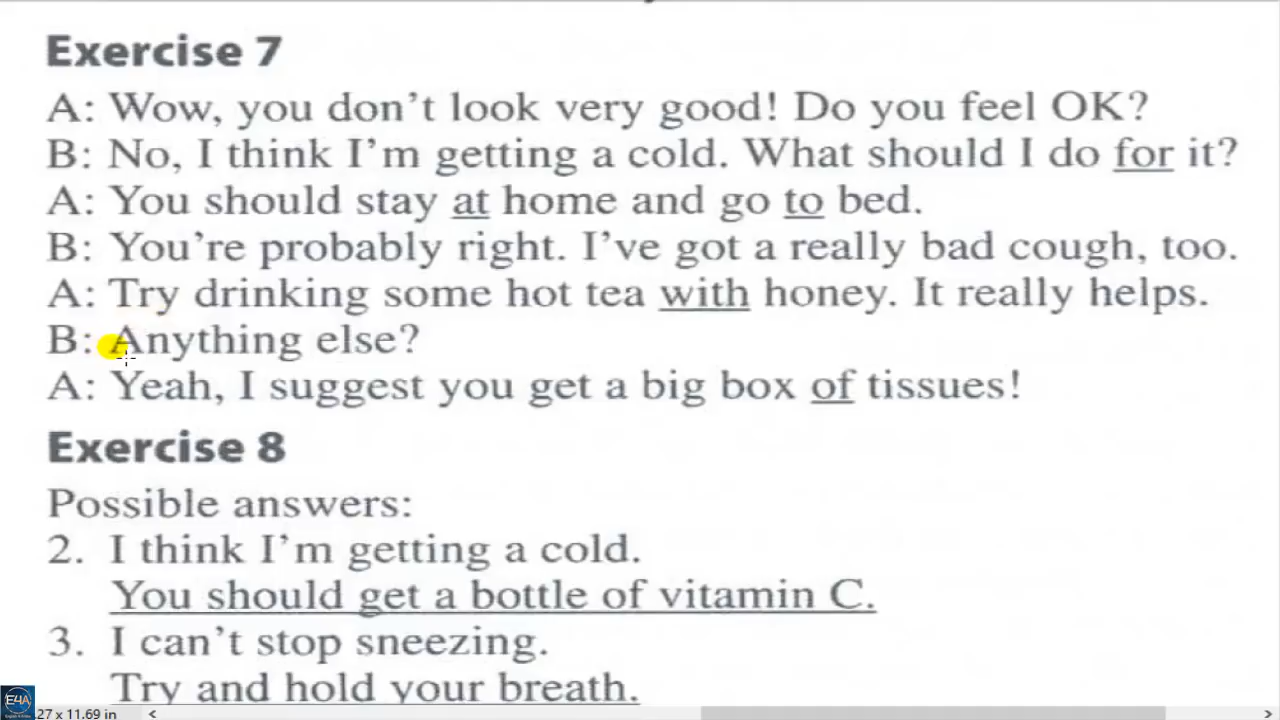 Exercise 7
A: Wow, you don't look very good! Do you feel OK?
B: No, I think I'm getting a cold. What should I do for it?
A: You should stay at home and go to bed.
B: You're probably right. I've got a really bad cough, too.
A: Try drinking some hot tea with honey. It really helps.
B: Anything else?
A: Yeah, I suggest you get a big box of tissues!
Exercise 8
Possible answers:
2. I think I'm getting a cold.
You should get a bottle of vitamin C.
3. I can't stop sneezing.
Try and hold your breath.
E4A
27 x 11.69 in